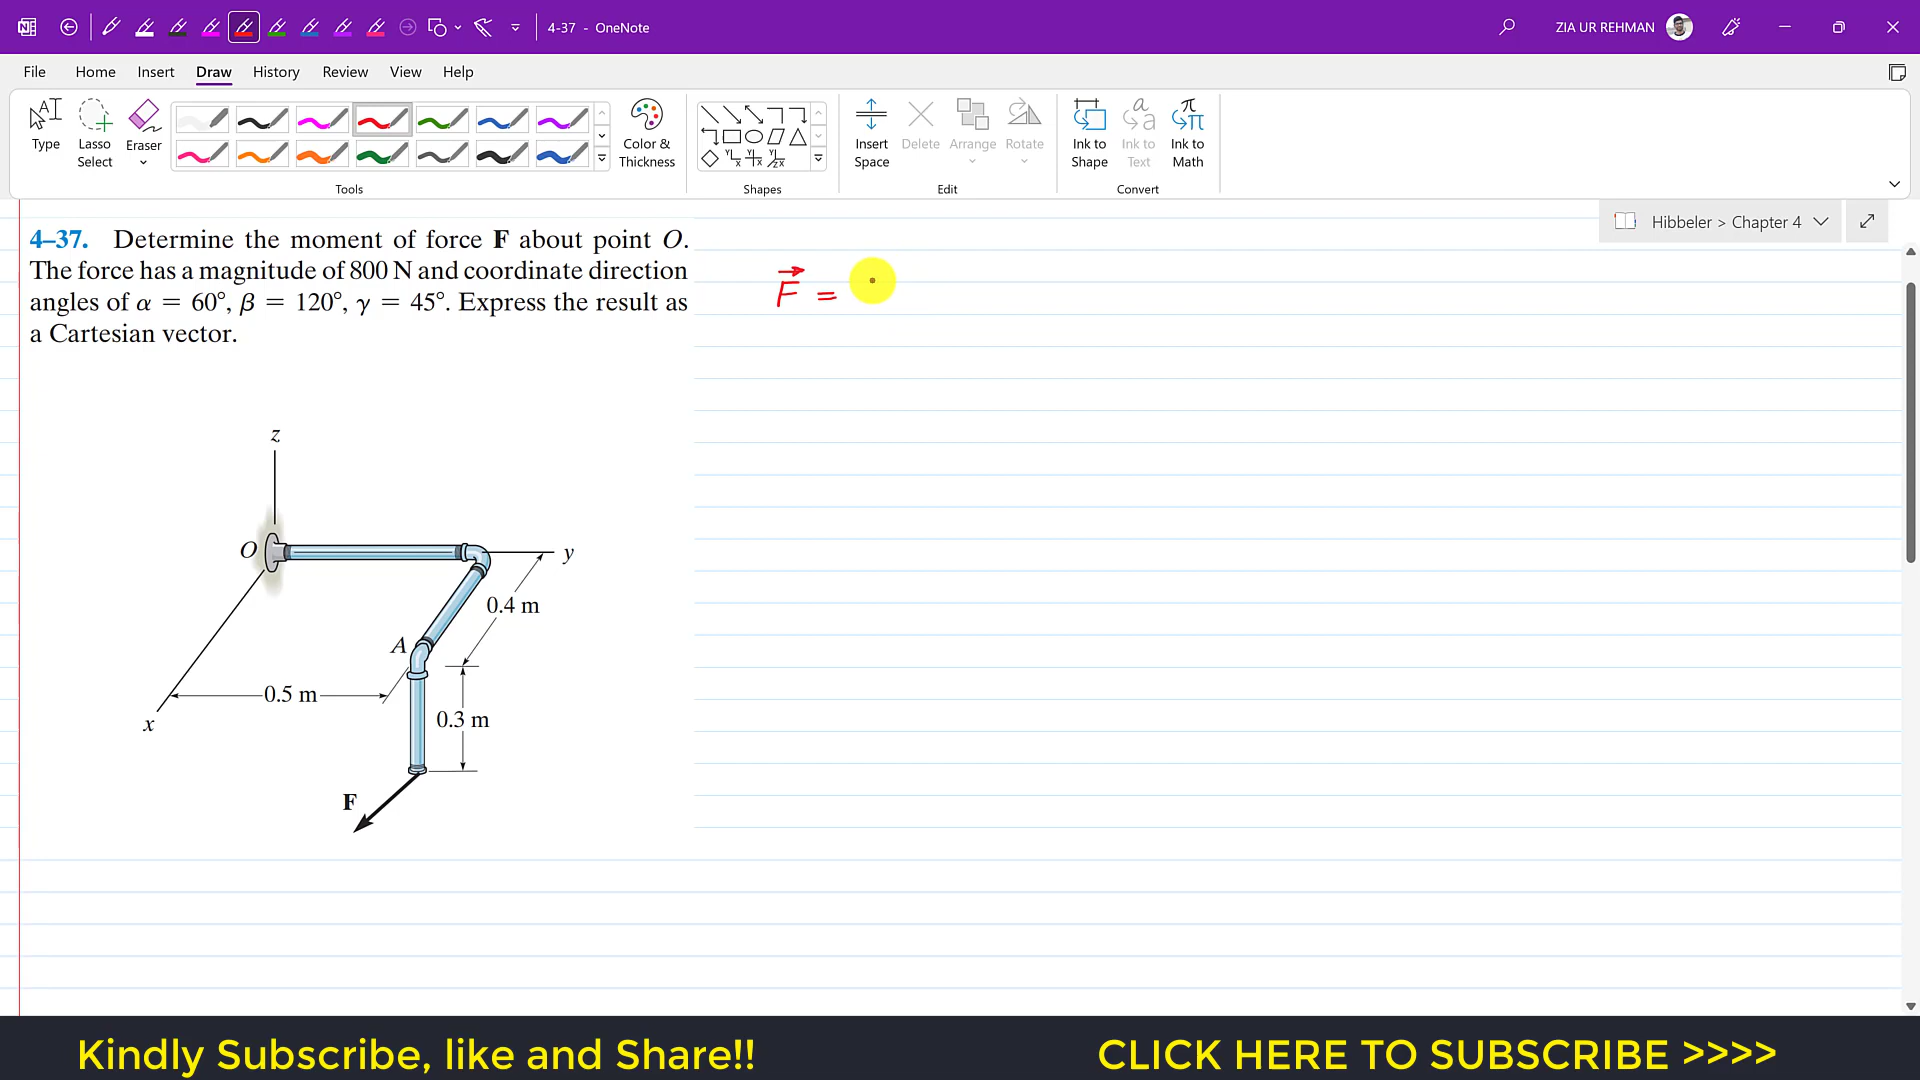 4-37 - OneNote
ZIA UR REHMAN
File Home Insert Draw History Review View Help
Type
Lasso Select
Eraser
Color & Thickness
Insert Space
Delete
Arrange
Rotate
Ink to Shape
Ink to Text
Ink to Math
Tools
Shapes
Edit
Convert
Hibbeler > Chapter 4
4–37. Determine the moment of force F about point O.
The force has a magnitude of 800 N and coordinate direction
angles of α = 60°, β = 120°, γ = 45°. Express the result as
a Cartesian vector.
F =
z
O
y
0.4 m
A
0.5 m
0.3 m
x
F
Kindly Subscribe, like and Share!!
CLICK HERE TO SUBSCRIBE >>>>